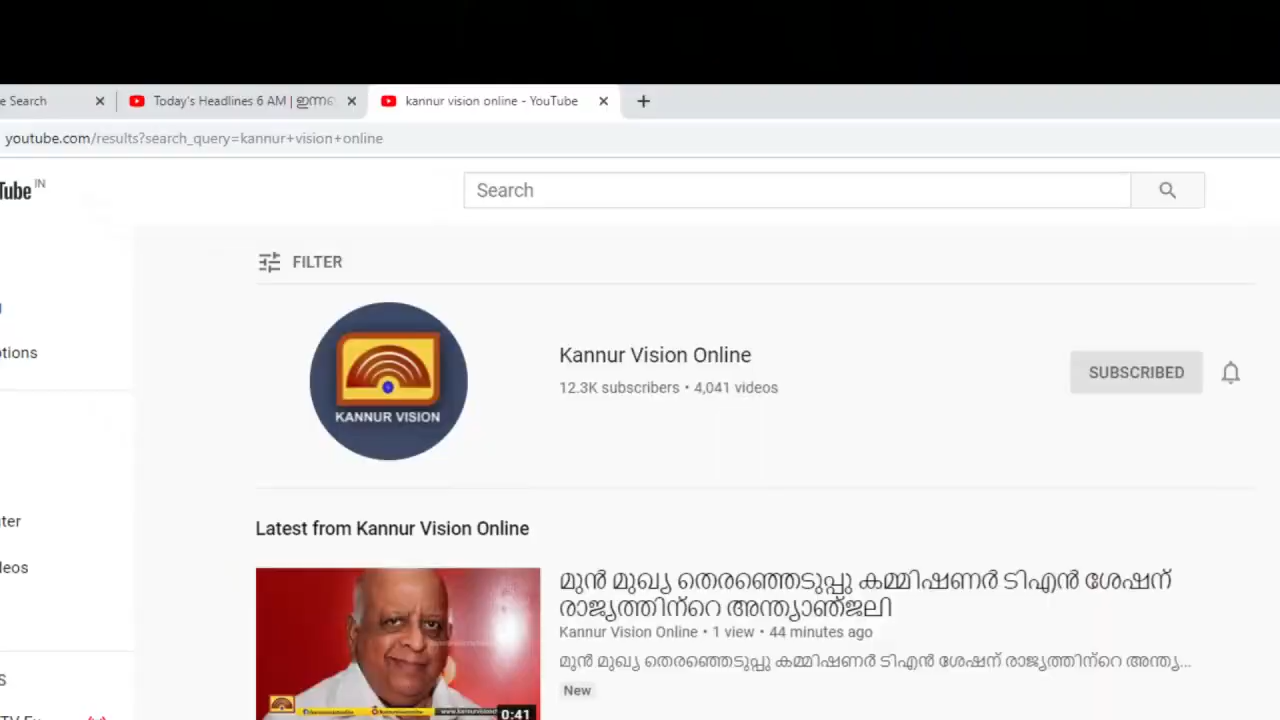 e Search
Today's Headlines 6 AM | ഇന്ന
kannur vision online - YouTube
youtube.com/results?search_query=kannur+vision+online
Tube IN
Search
FILTER
KANNUR VISION
Kannur Vision Online
12.3K subscribers • 4,041 videos
SUBSCRIBED
otions
Latest from Kannur Vision Online
ter
leos
മുൻ മുഖ്യ തെരഞ്ഞെടുപ്പു കമ്മിഷണർ ടിഎൻ ശേഷന്
രാജ്യത്തിന്റെ അന്ത്യാഞ്ജലി
Kannur Vision Online • 1 view • 44 minutes ago
മുൻ മുഖ്യ തെരഞ്ഞെടുപ്പു കമ്മിഷണർ ടിഎൻ ശേഷന് രാജ്യത്തിന്റെ അന്ത്യ...
New
0:41
S